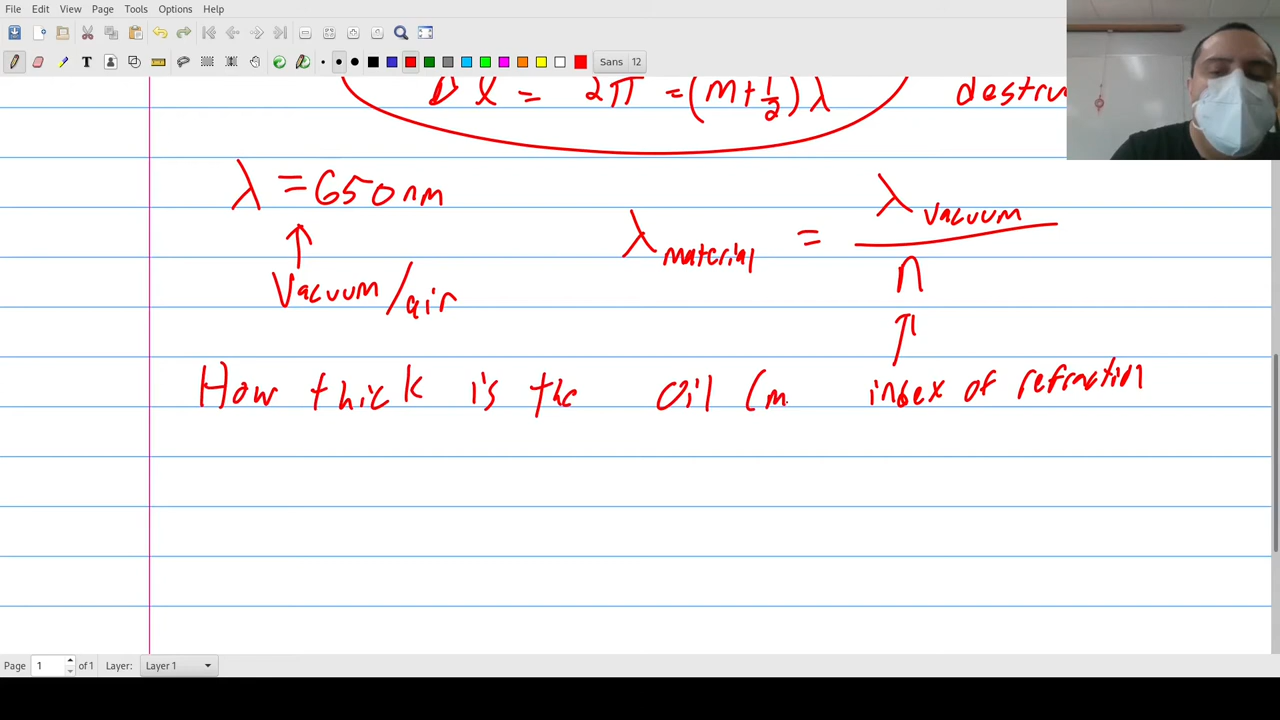 File Edit View Page Tools Options Help
Sans 12
Δ ℓ = 2π = (m+½) λ
λ = 650 nm
λ material = λ vacuum / n
Vacuum/air
How thick is the oil (m
index of refraction
Page 1 of 1 Layer: Layer 1